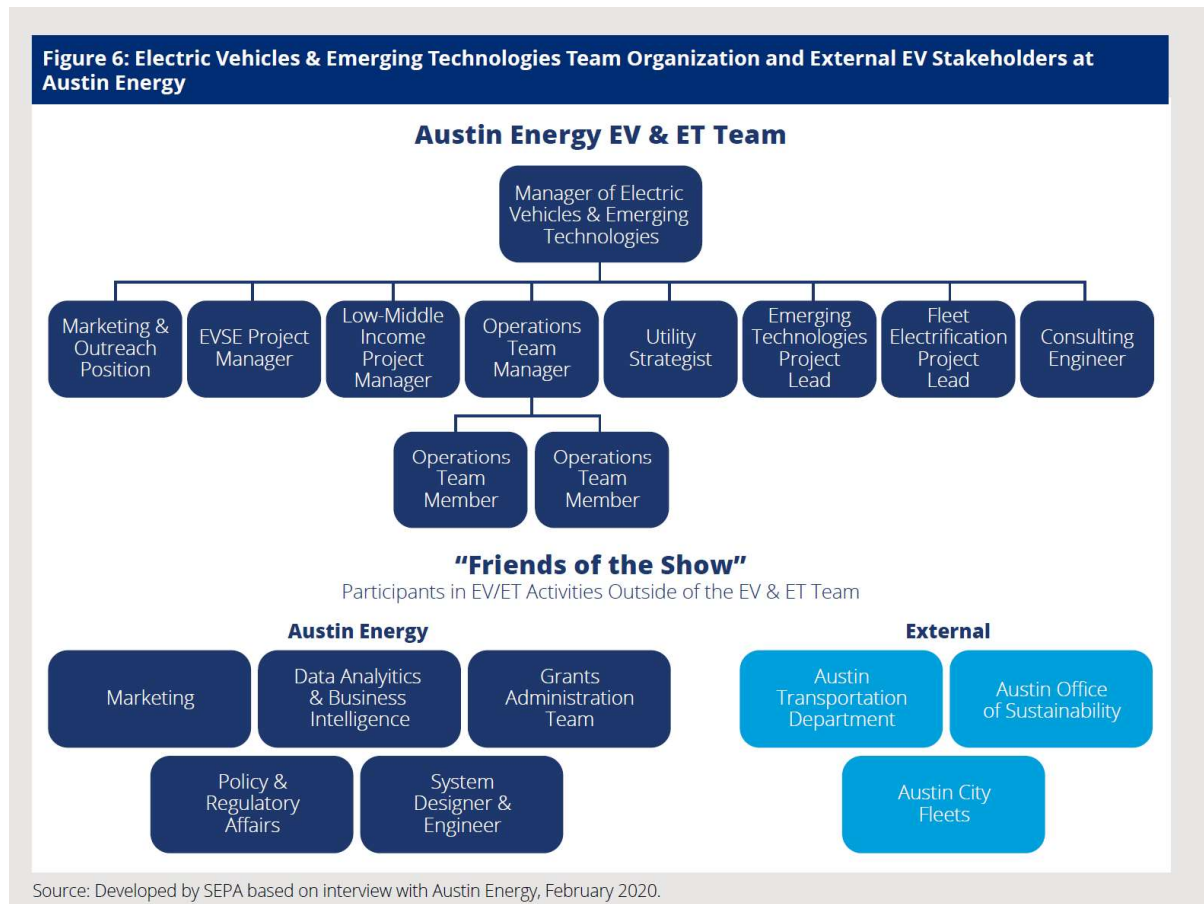 Figure 6: Electric Vehicles & Emerging Technologies Team Organization and External EV Stakeholders at
Austin Energy
Austin Energy EV & ET Team
Manager of Electric
Vehicles & Emerging
Technologies
Marketing &
Outreach
Position
EVSE Project
Manager
Low-Middle
Income
Project
Manager
Operations
Team
Manager
Utility
Strategist
Emerging
Technologies
Project
Lead
Fleet
Electrification
Project
Lead
Consulting
Engineer
Operations
Team
Member
Operations
Team
Member
“Friends of the Show”
Participants in EV/ET Activities Outside of the EV & ET Team
Austin Energy
Marketing
Data Analyitics
& Business
Intelligence
Grants
Administration
Team
Policy &
Regulatory
Affairs
System
Designer &
Engineer
External
Austin
Transportation
Department
Austin Office
of Sustainability
Austin City
Fleets
Source: Developed by SEPA based on interview with Austin Energy, February 2020.